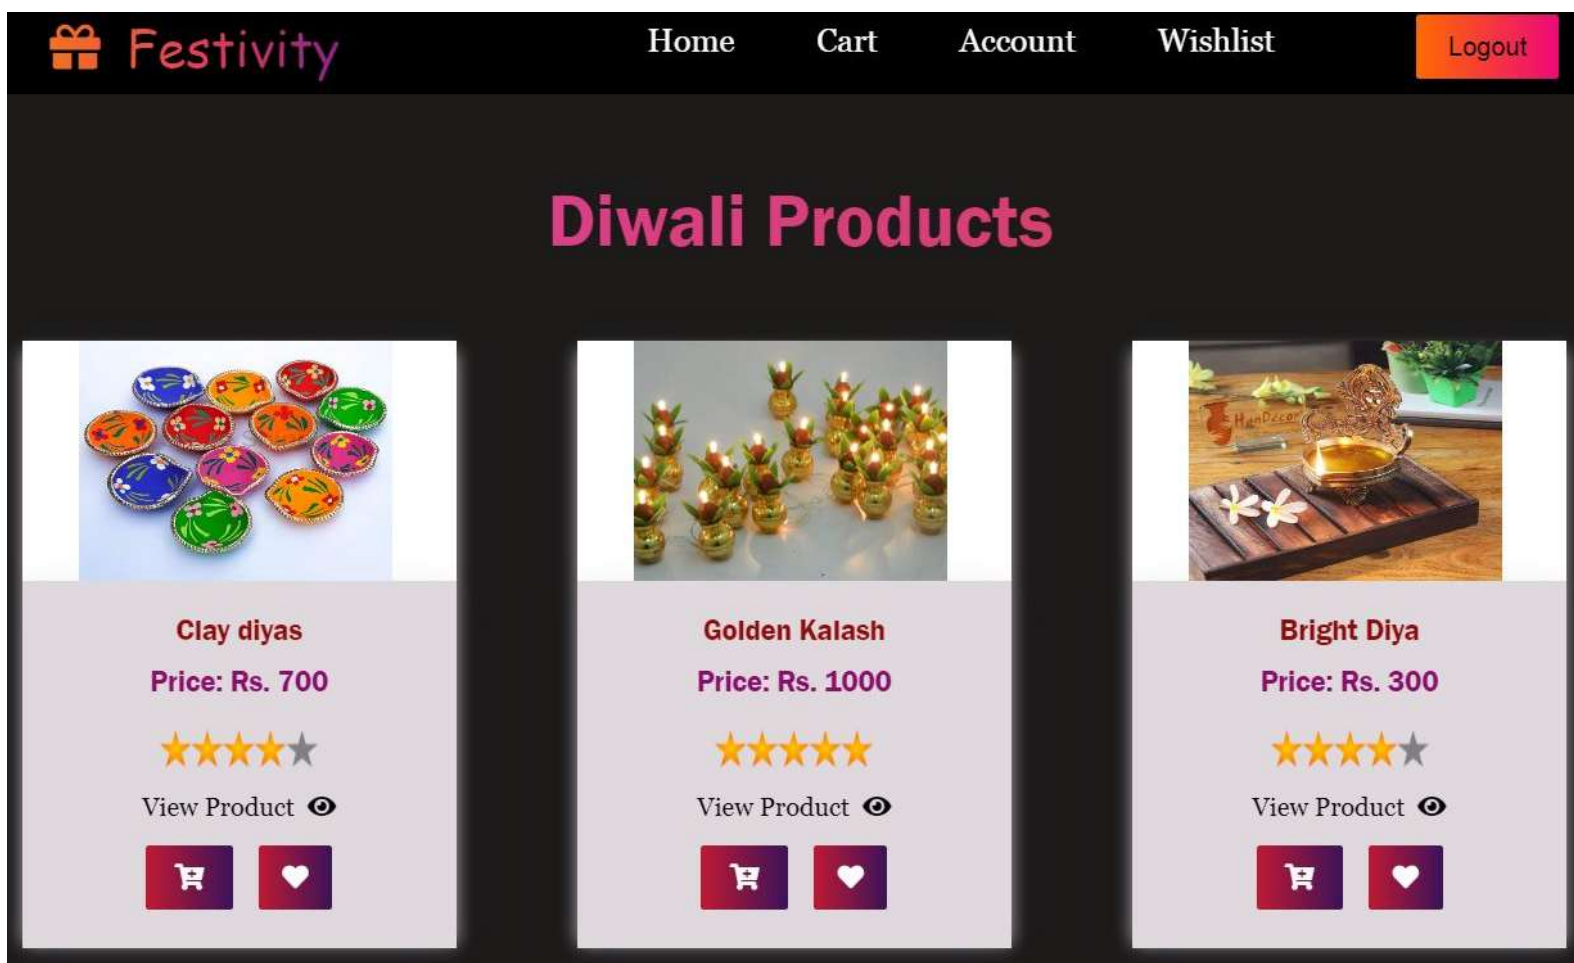 Festivity
Home Cart Account Wishlist Logout
Diwali Products
HanDecor
Clay diyas
Price: Rs. 700
View Product
Golden Kalash
Price: Rs. 1000
View Product
Bright Diya
Price: Rs. 300
View Product